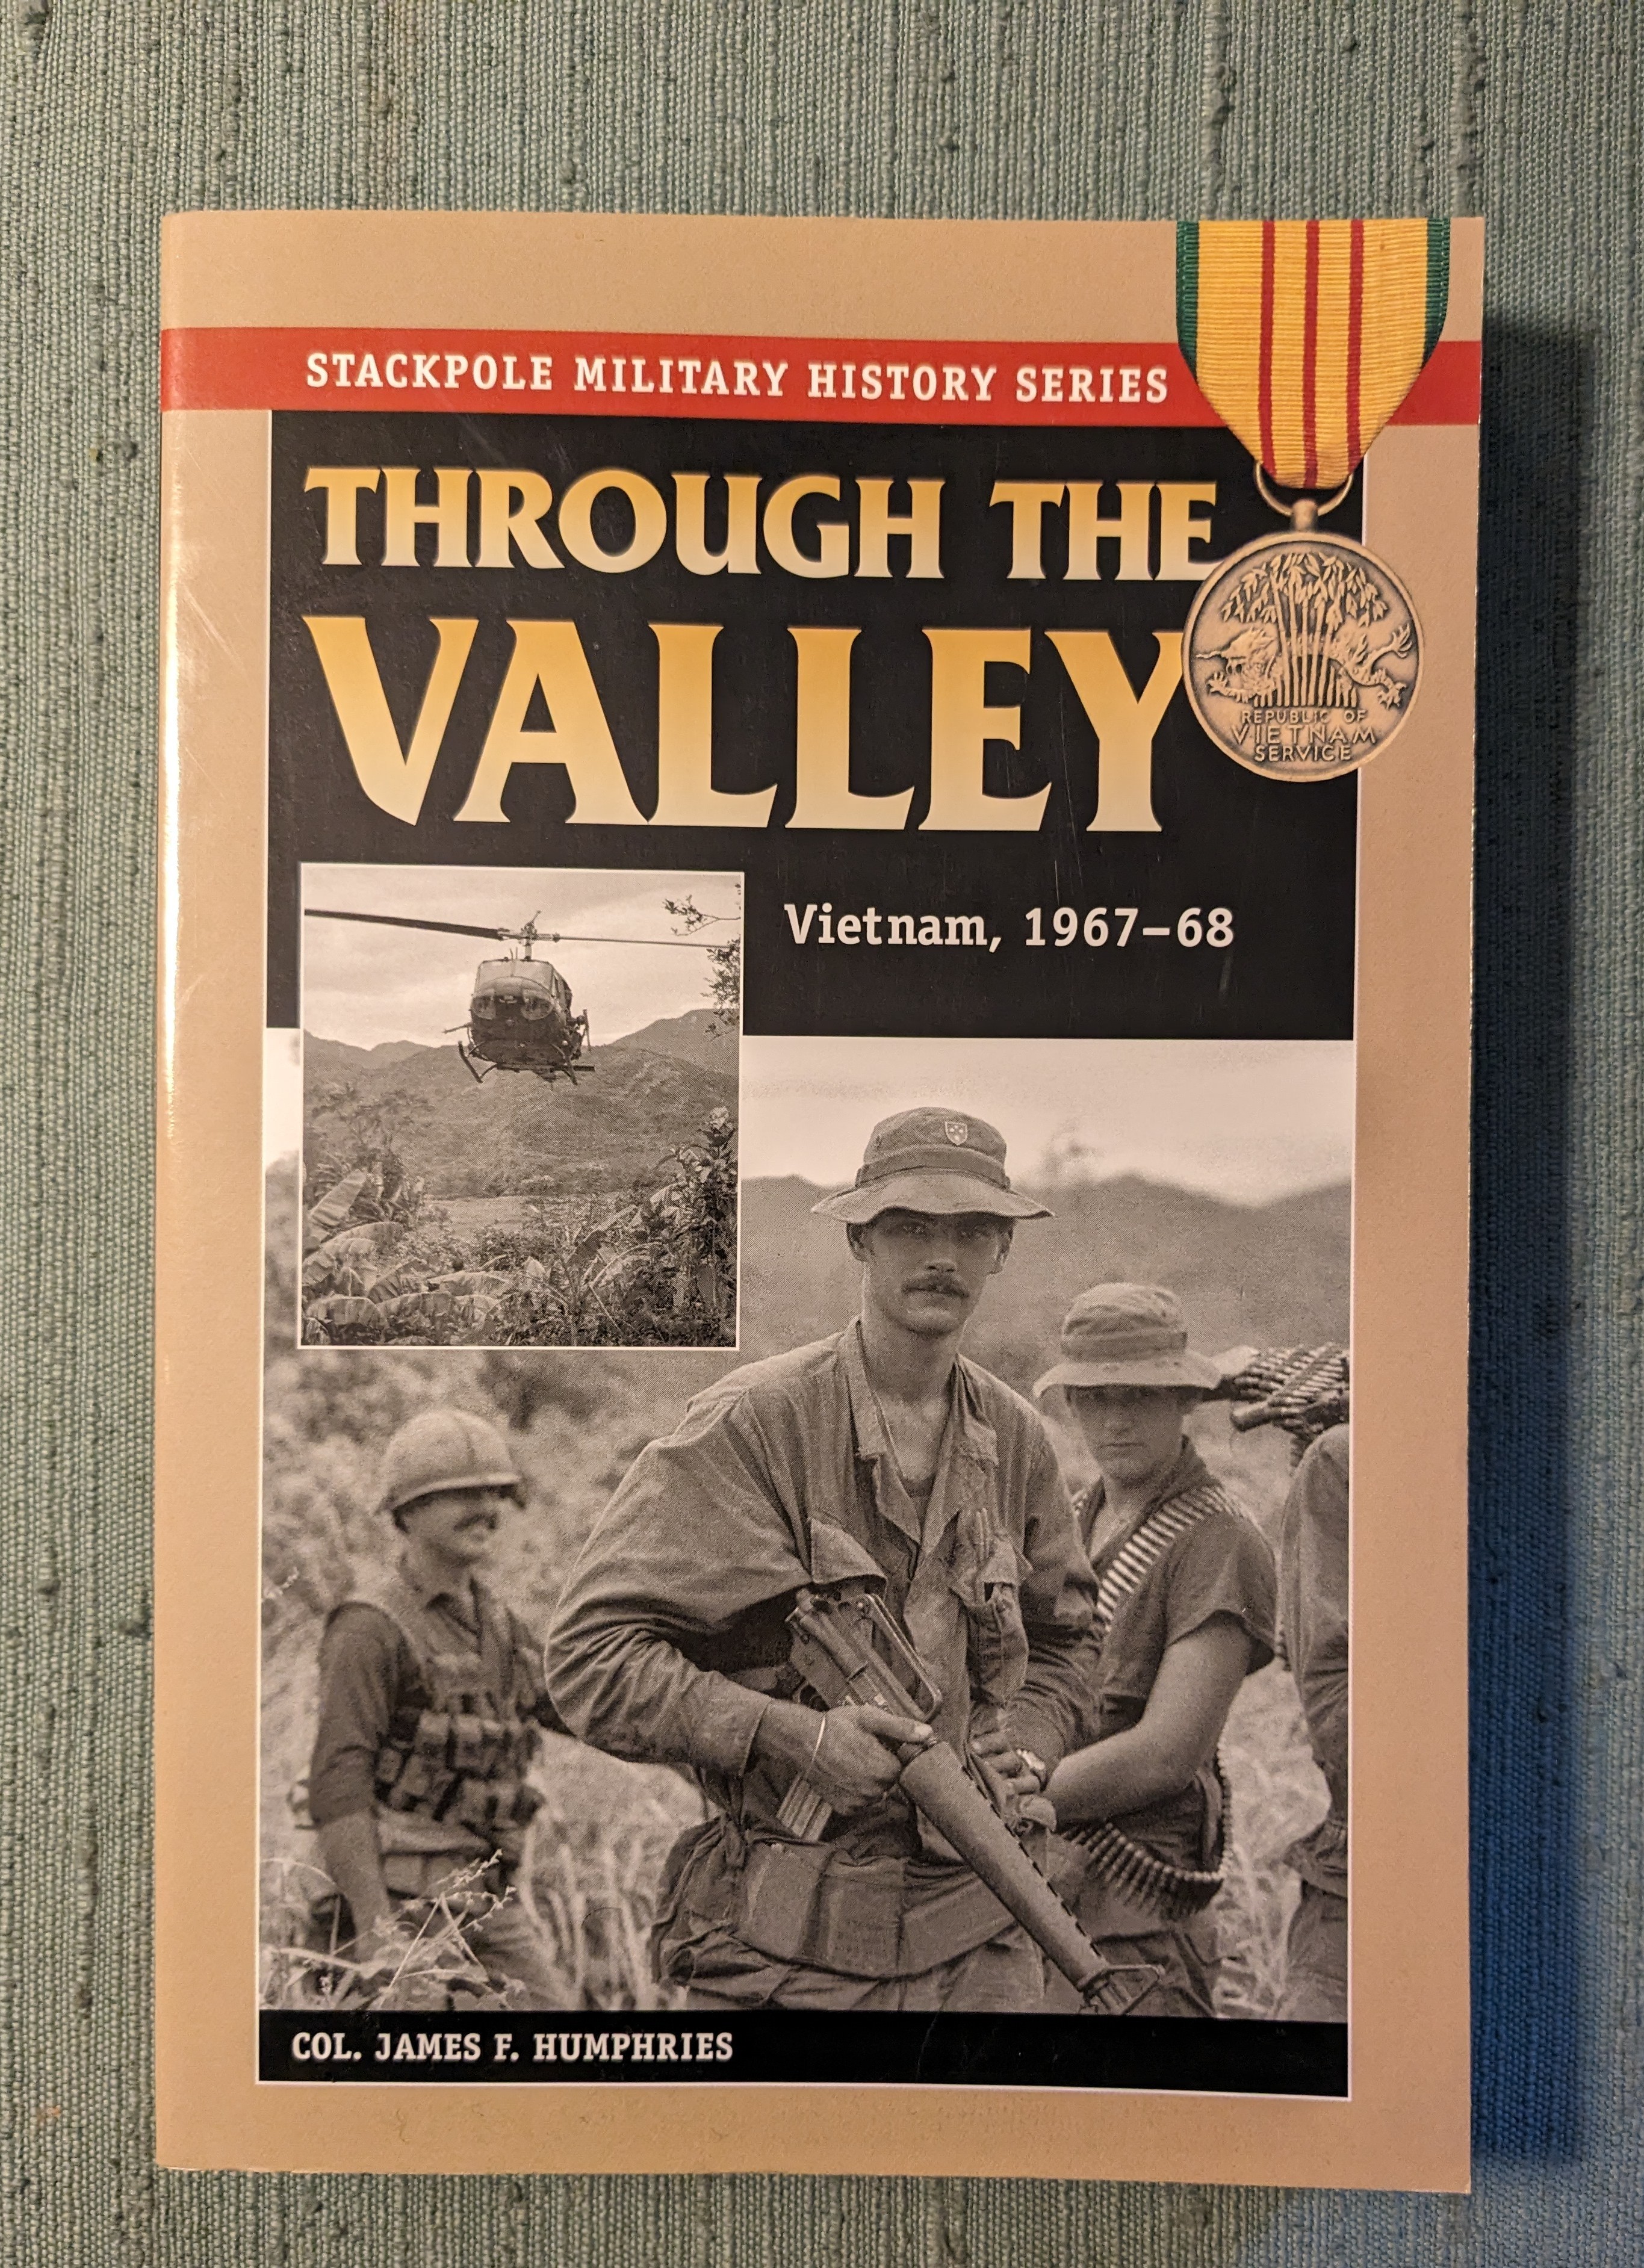 STACKPOLE MILITARY HISTORY SERIES
THROUGH THE
VALLEY
REPUBLIC OF
VIETNAM
SERVICE
Vietnam, 1967–68
COL. JAMES F. HUMPHRIES